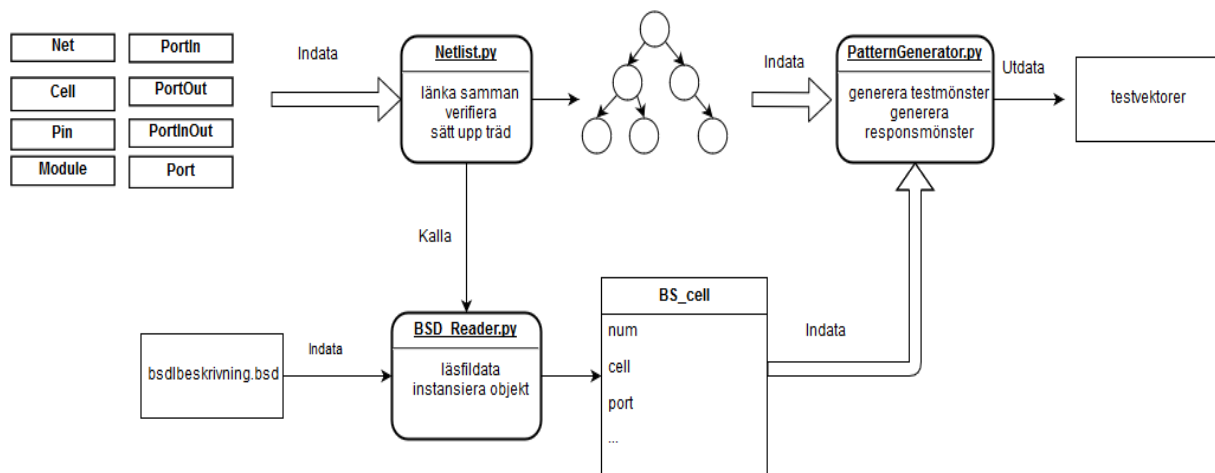 Net
PortIn
Cell
PortOut
Pin
PortInOut
Module
Port
Indata
Netlist.py
länka samman
verifiera
sätt upp träd
Indata
PatternGenerator.py
generera testmönster
generera
responsmönster
Utdata
testvektorer
Kalla
bsdlbeskrivning.bsd
Indata
BSD_Reader.py
läsfildata
instansiera objekt
BS_cell
num
cell
port
...
Indata